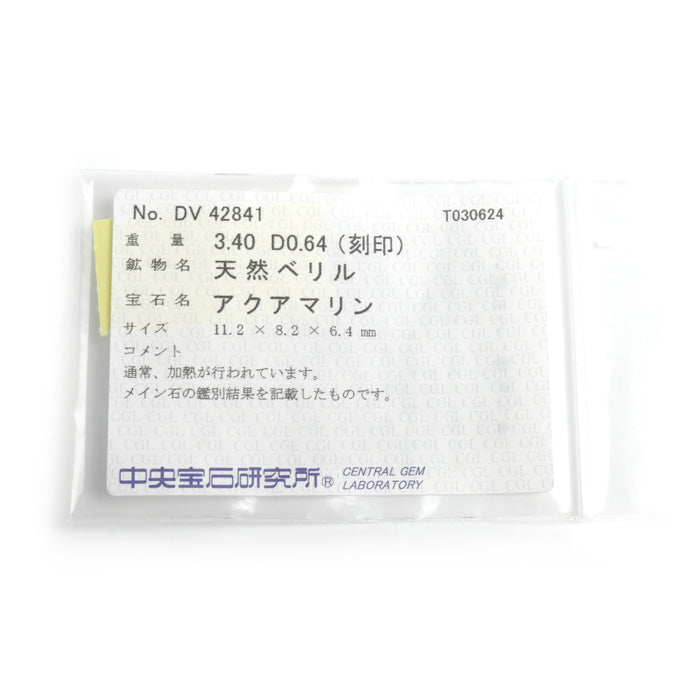 No. DV 42841 T030624
重量 3.40 D0.64 (刻印)
鉱物名 天然ベリル
宝石名 アクアマリン
サイズ 11.2 × 8.2 × 6.4 mm
コメント
通常、加熱が行われています。
メイン石の鑑別結果を記載したものです。
中央宝石研究所® CENTRAL GEM
LABORATORY